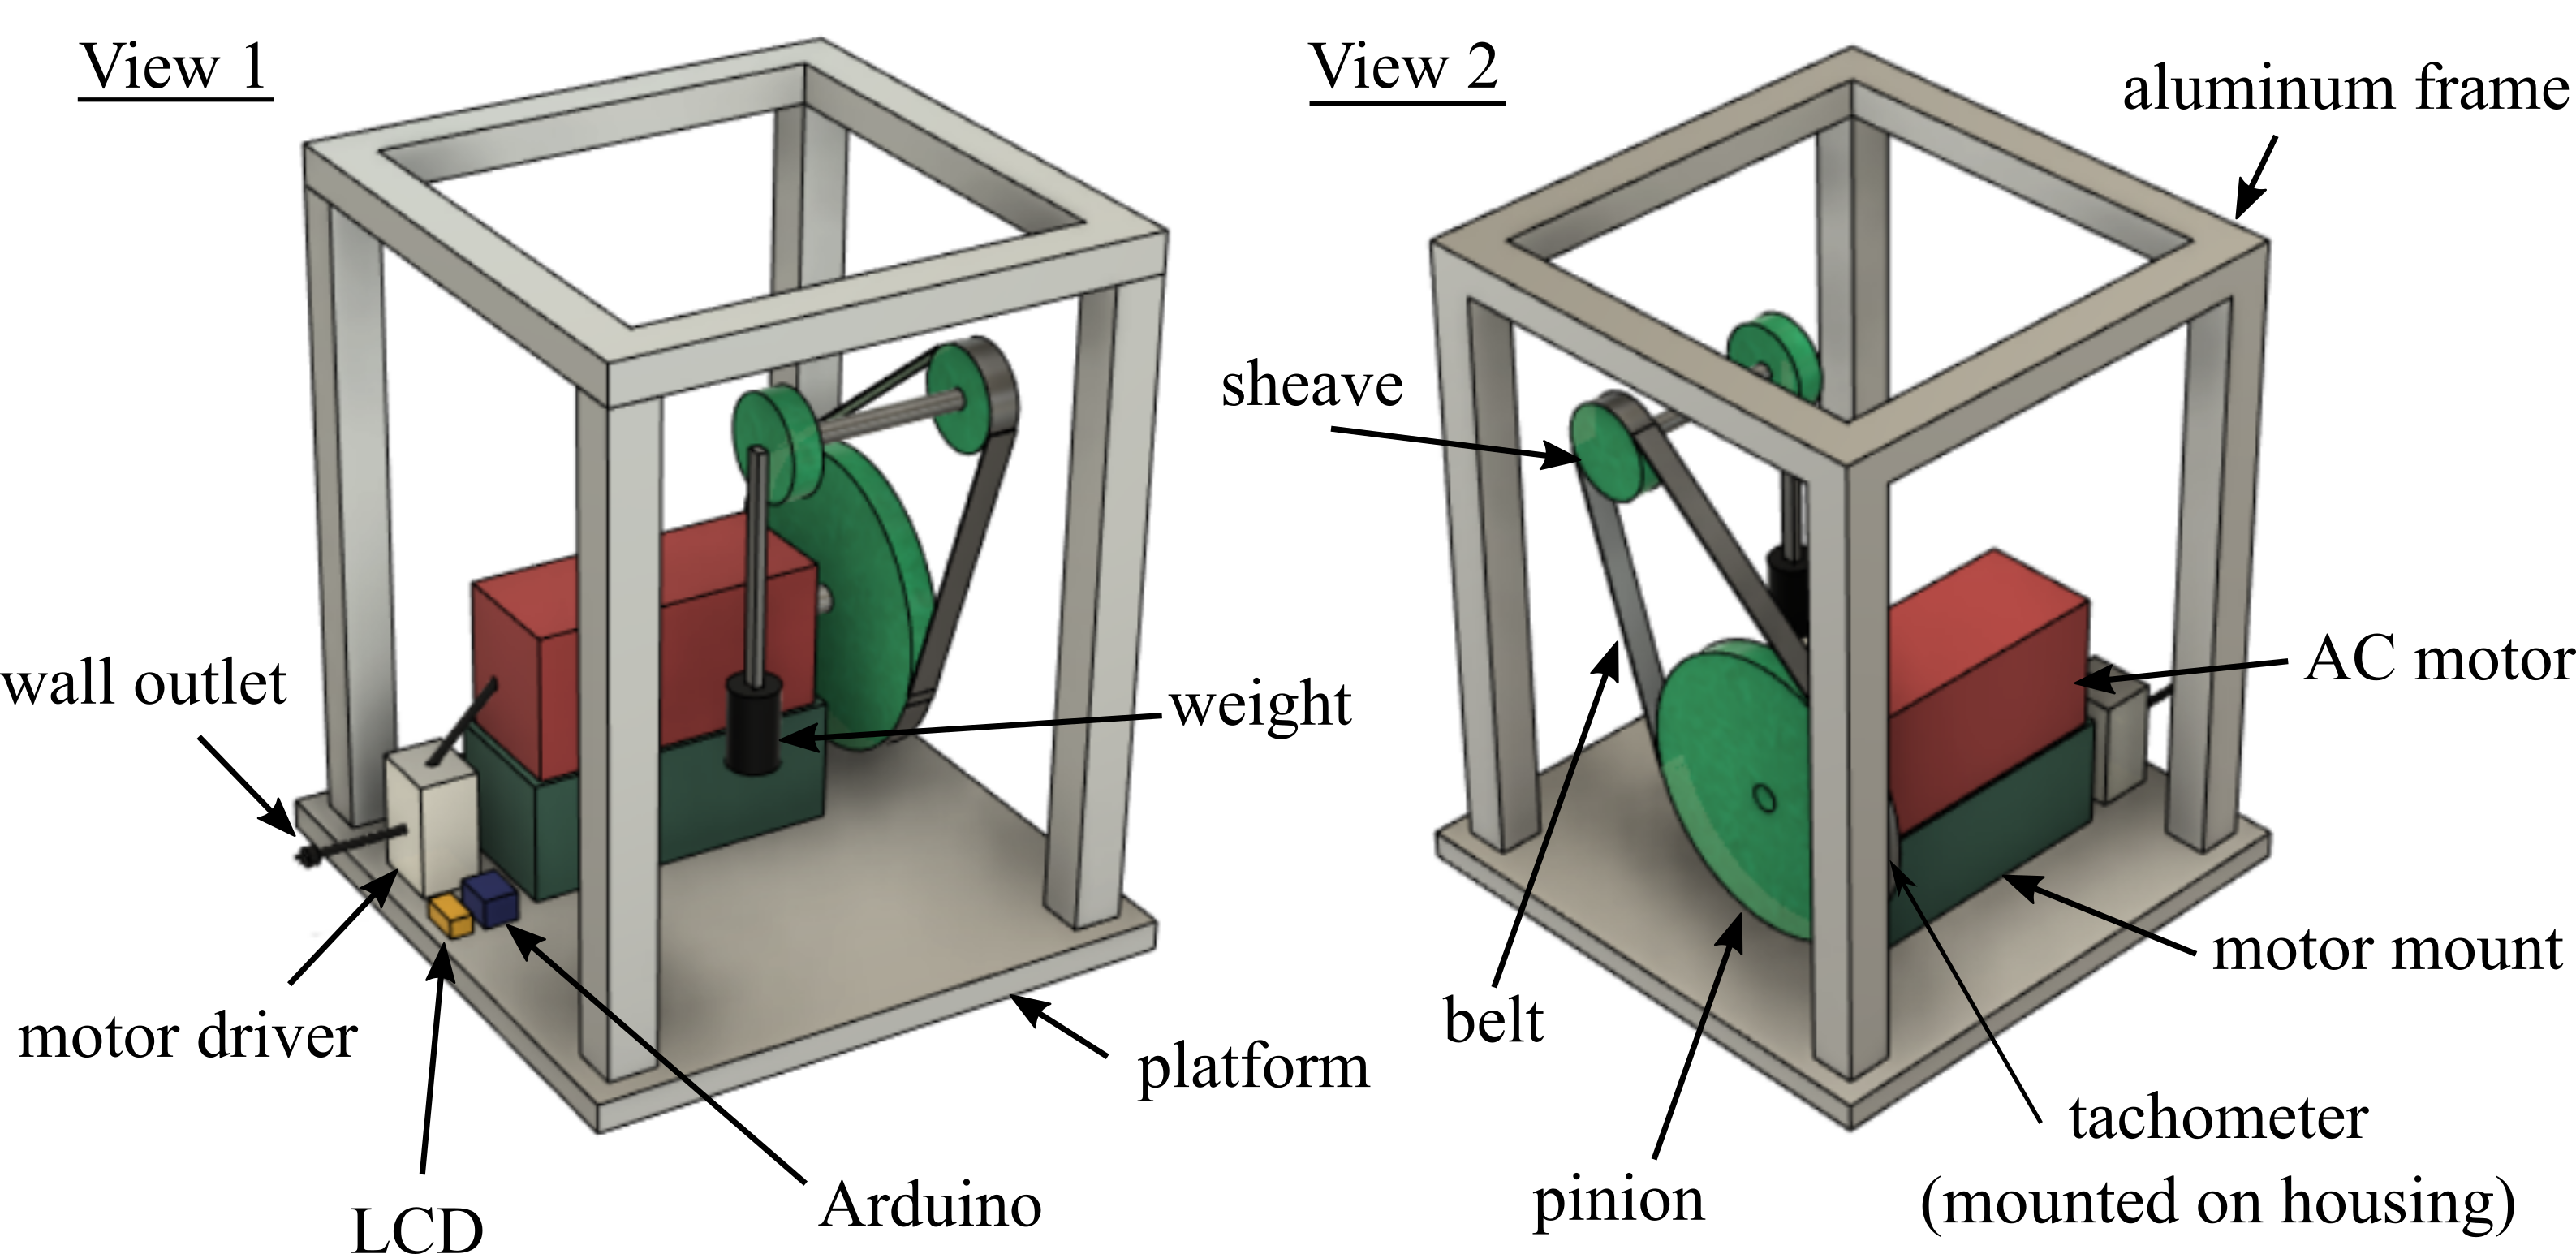 View 1
View 2
aluminum frame
sheave
wall outlet
AC motor
weight
motor driver
motor mount
belt
platform
tachometer
(mounted on housing)
pinion
Arduino
LCD